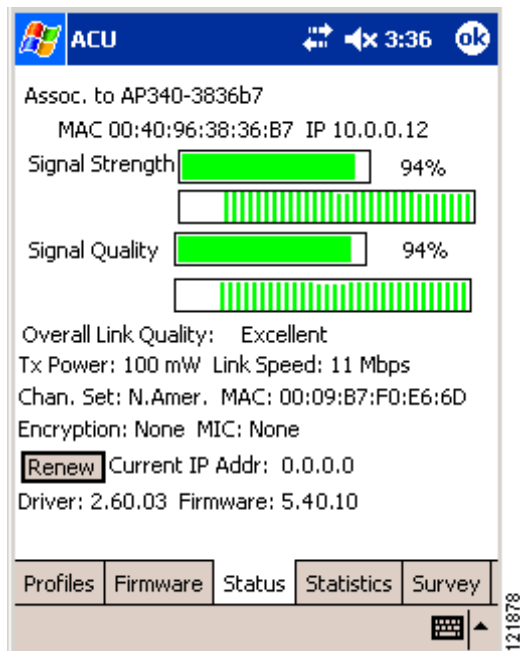 ACU 3:36 ok
Assoc. to AP340-3836b7
MAC 00:40:96:38:36:B7 IP 10.0.0.12
Signal Strength 94%
Signal Quality 94%
Overall Link Quality: Excellent
Tx Power: 100 mW Link Speed: 11 Mbps
Chan. Set: N.Amer. MAC: 00:09:B7:F0:E6:6D
Encryption: None MIC: None
Renew Current IP Addr: 0.0.0.0
Driver: 2.60.03 Firmware: 5.40.10
Profiles Firmware Status Statistics Survey
121878